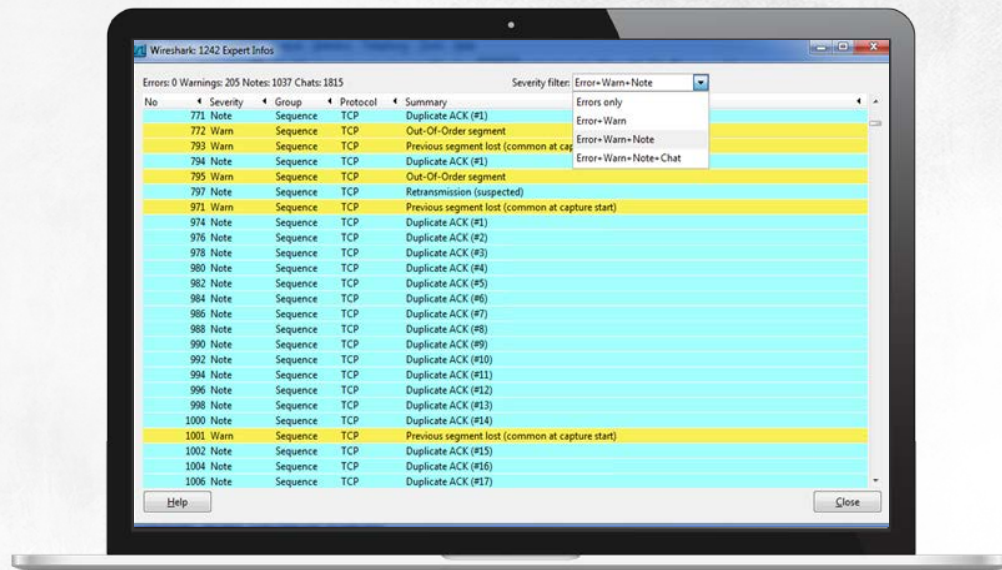 Wireshark: 1242 Expert Infos
Errors: 0 Warnings: 205 Notes: 1037 Chats: 1815 Severity filter: Error+Warn+Note
No Severity Group Protocol Summary
Errors only
Error+Warn
Error+Warn+Note
Error+Warn+Note+Chat
771 Note Sequence TCP Duplicate ACK (#1)
772 Warn Sequence TCP Out-Of-Order segment
793 Warn Sequence TCP Previous segment lost (common at
794 Note Sequence TCP Duplicate ACK (#1)
795 Warn Sequence TCP Out-Of-Order segment
797 Note Sequence TCP Retransmission (suspected)
971 Warn Sequence TCP Previous segment lost (common at capture start)
974 Note Sequence TCP Duplicate ACK (#1)
976 Note Sequence TCP Duplicate ACK (#2)
978 Note Sequence TCP Duplicate ACK (#3)
980 Note Sequence TCP Duplicate ACK (#4)
982 Note Sequence TCP Duplicate ACK (#5)
984 Note Sequence TCP Duplicate ACK (#6)
986 Note Sequence TCP Duplicate ACK (#7)
988 Note Sequence TCP Duplicate ACK (#8)
990 Note Sequence TCP Duplicate ACK (#9)
992 Note Sequence TCP Duplicate ACK (#10)
994 Note Sequence TCP Duplicate ACK (#11)
996 Note Sequence TCP Duplicate ACK (#12)
998 Note Sequence TCP Duplicate ACK (#13)
1000 Note Sequence TCP Duplicate ACK (#14)
1001 Warn Sequence TCP Previous segment lost (common at capture start)
1002 Note Sequence TCP Duplicate ACK (#15)
1004 Note Sequence TCP Duplicate ACK (#16)
1006 Note Sequence TCP Duplicate ACK (#17)
Help Close